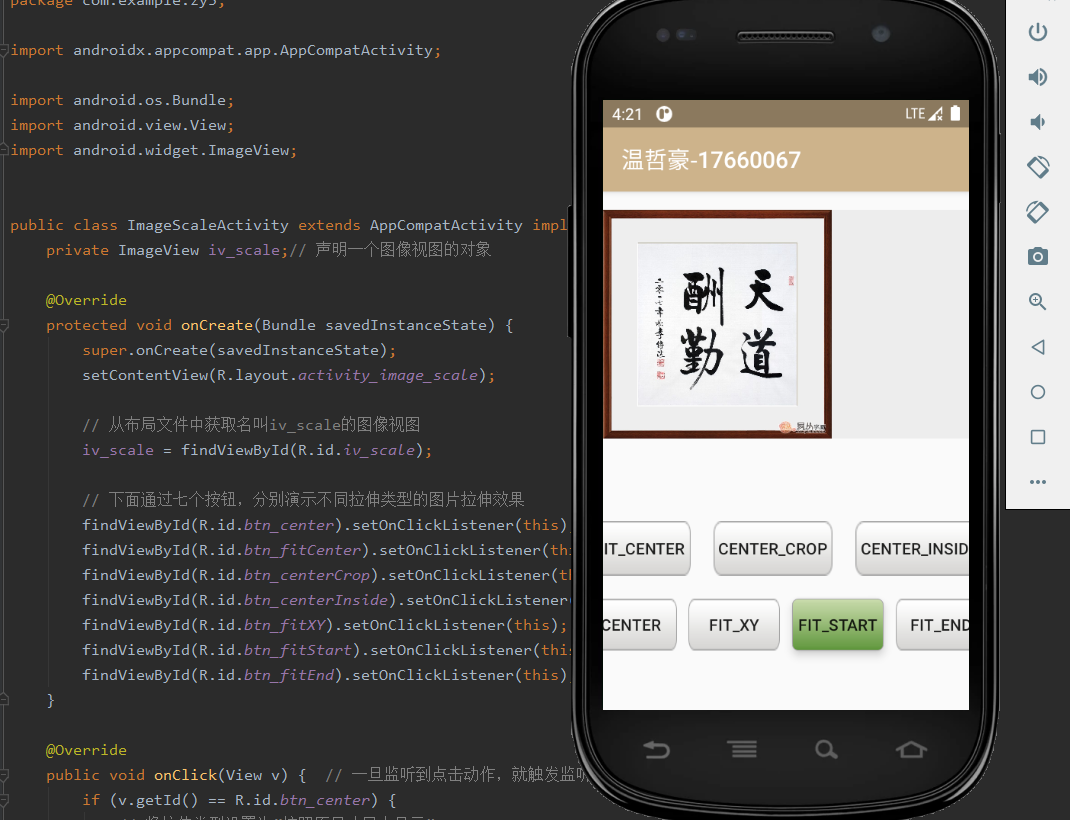 package com.example.zy5;
import androidx.appcompat.app.AppCompatActivity;
import android.os.Bundle;
import android.view.View;
import android.widget.ImageView;
public class ImageScaleActivity extends AppCompatActivity impl
private ImageView iv_scale;// 声明一个图像视图的对象
@Override
protected void onCreate(Bundle savedInstanceState) {
super.onCreate(savedInstanceState);
setContentView(R.layout.activity_image_scale);
// 从布局文件中获取名叫iv_scale的图像视图
iv_scale = findViewById(R.id.iv_scale);
// 下面通过七个按钮，分别演示不同拉伸类型的图片拉伸效果
findViewById(R.id.btn_center).setOnClickListener(this)
findViewById(R.id.btn_fitCenter).setOnClickListener(thi
findViewById(R.id.btn_centerCrop).setOnClickListener(t
findViewById(R.id.btn_centerInside).setOnClickListener(
findViewById(R.id.btn_fitXY).setOnClickListener(this);
findViewById(R.id.btn_fitStart).setOnClickListener(thi
findViewById(R.id.btn_fitEnd).setOnClickListener(this)
}
@Override
public void onClick(View v) { // 一旦监听到点击动作，就触发监听
if (v.getId() == R.id.btn_center) {
4:21
LTE
温哲豪-17660067
天道
酬勤
IT_CENTER
CENTER_CROP
CENTER_INSID
CENTER
FIT_XY
FIT_START
FIT_END